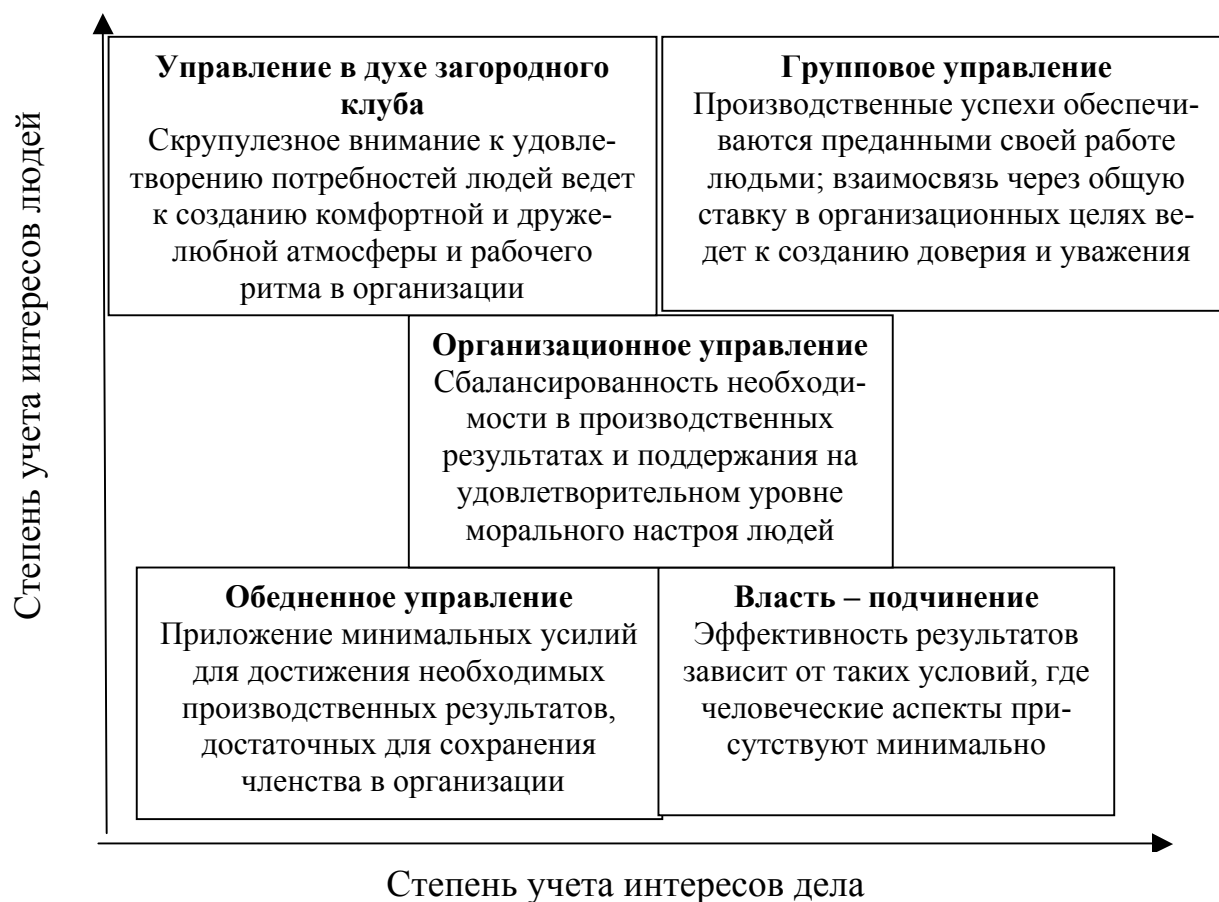 Степень учета интересов людей
Управление в духе загородного
клуба
Скрупулезное внимание к удовле-
творению потребностей людей ведет
к созданию комфортной и друже-
любной атмосферы и рабочего
ритма в организации
Групповое управление
Производственные успехи обеспечи-
ваются преданными своей работе
людьми; взаимосвязь через общую
ставку в организационных целях ве-
дет к созданию доверия и уважения
Организационное управление
Сбалансированность необходи-
мости в производственных
результатах и поддержания на
удовлетворительном уровне
морального настроя людей
Обедненное управление
Приложение минимальных усилий
для достижения необходимых
производственных результатов,
достаточных для сохранения
членства в организации
Власть – подчинение
Эффективность результатов
зависит от таких условий, где
человеческие аспекты при-
сутствуют минимально
Степень учета интересов дела